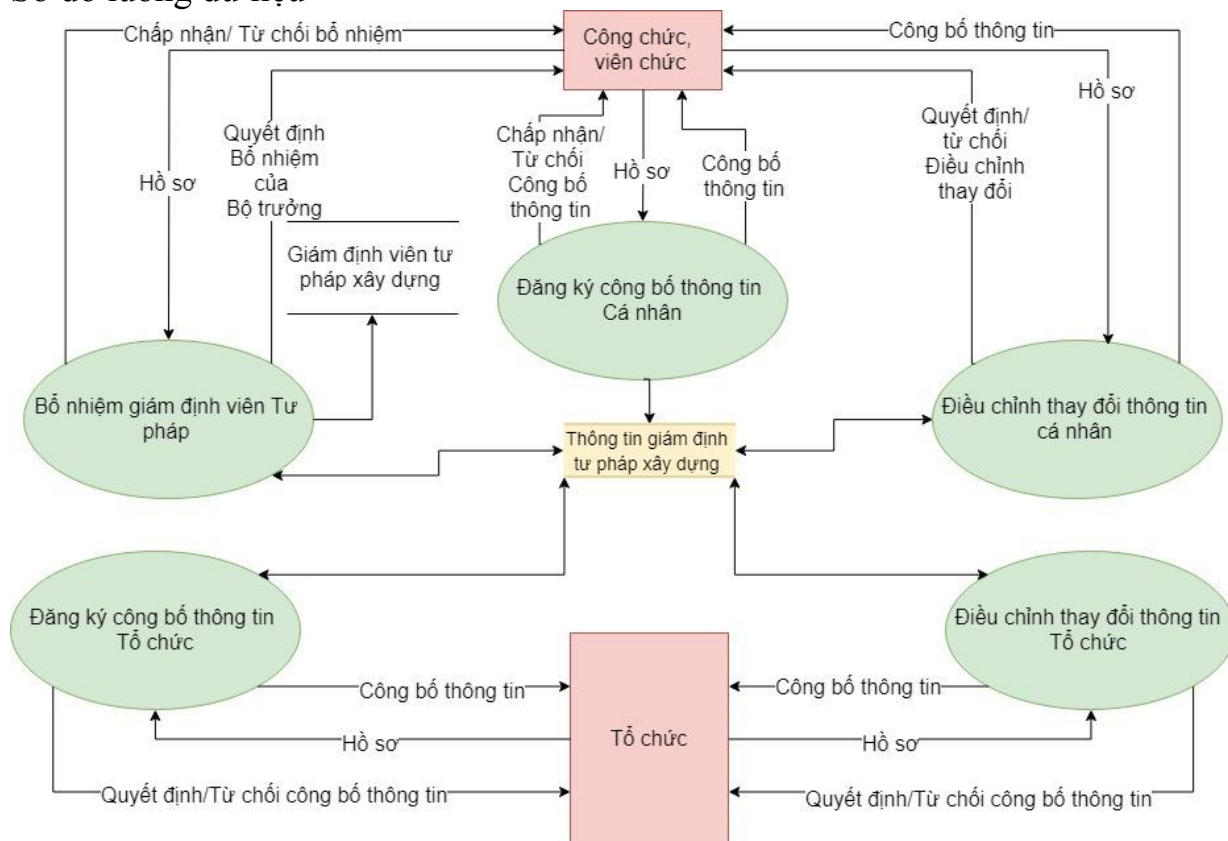 Sơ đồ luồng dữ liệu
Chấp nhận/ Từ chối bổ nhiệm
Công chức,
viên chức
Công bố thông tin
Hồ sơ
Quyết định
Bổ nhiệm
của
Bộ trưởng
Hồ sơ
Chấp nhận/
Từ chối
Công bố
thông tin
Hồ sơ
Công bố
thông tin
Quyết định/
từ chối
Điều chỉnh
thay đổi
Giám định viên tư
pháp xây dựng
Đăng ký công bố thông tin
Cá nhân
Bổ nhiệm giám định viên Tư
pháp
Điều chỉnh thay đổi thông tin
cá nhân
Thông tin giám định
tư pháp xây dựng
Đăng ký công bố thông tin
Tổ chức
Điều chỉnh thay đổi thông tin
Tổ chức
Công bố thông tin
Công bố thông tin
Hồ sơ
Tổ chức
Hồ sơ
Quyết định/Từ chối công bố thông tin
Quyết định/Từ chối công bố thông tin